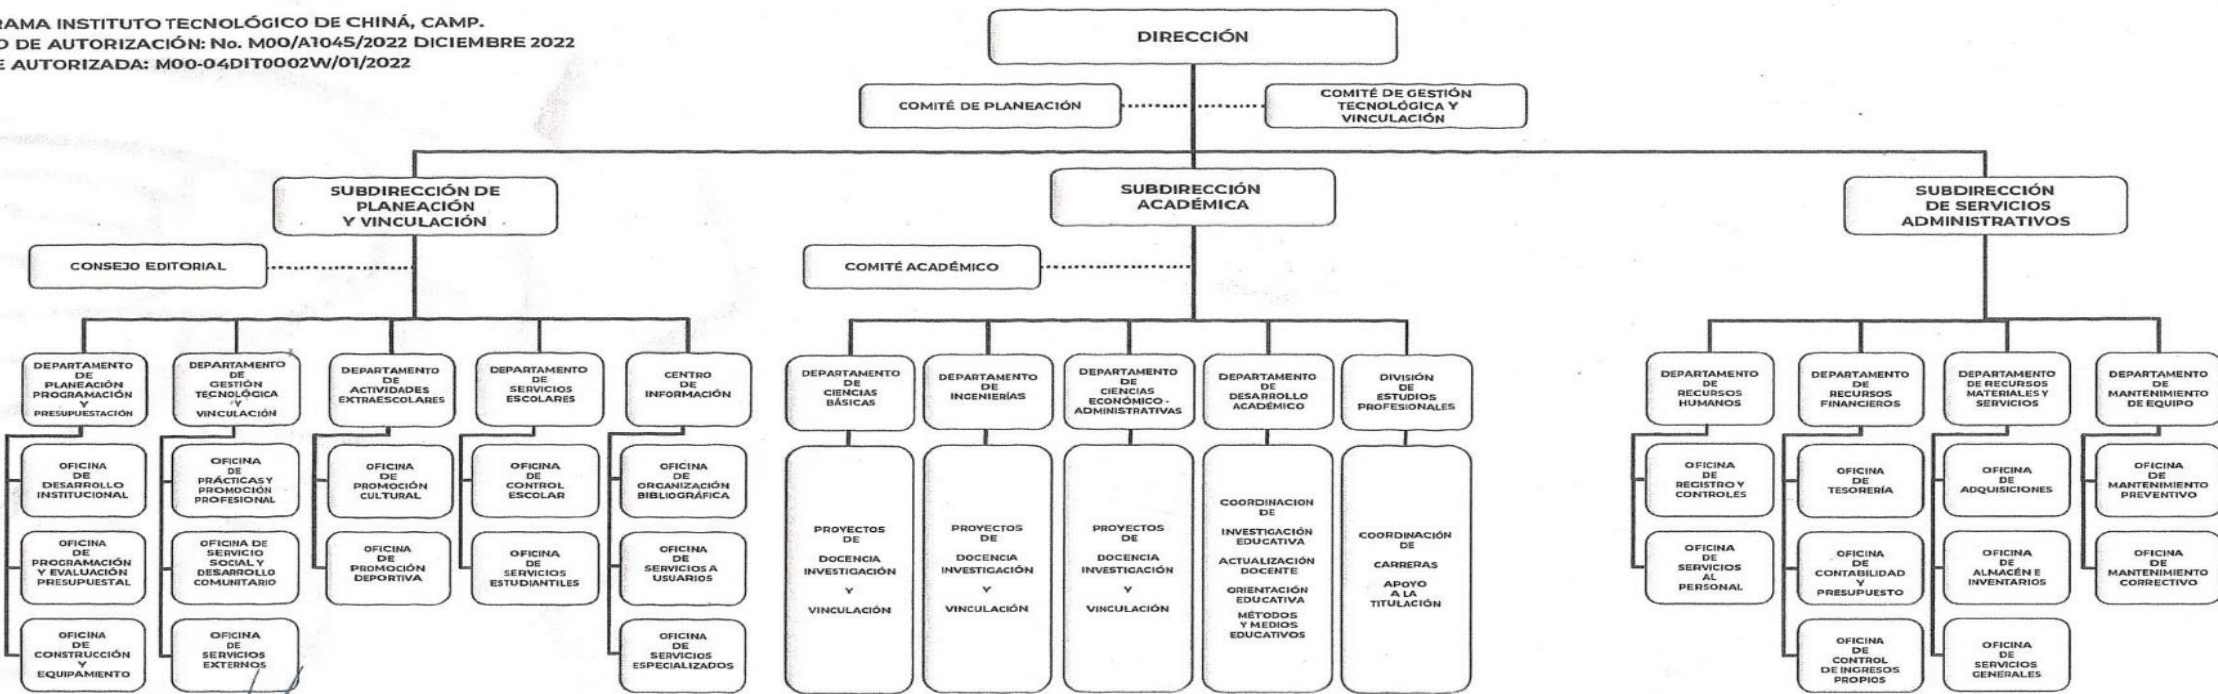 RAMA INSTITUTO TECNOLÓGICO DE CHINÁ, CAMP.
O DE AUTORIZACIÓN: No. M00/A1045/2022 DICIEMBRE 2022
E AUTORIZADA: M00-04DIT0002W/01/2022
DIRECCIÓN
COMITÉ DE PLANEACIÓN
COMITÉ DE GESTIÓN
TECNOLÓGICA Y
VINCULACIÓN
SUBDIRECCIÓN DE
PLANEACIÓN
Y VINCULACIÓN
SUBDIRECCIÓN
ACADÉMICA
SUBDIRECCIÓN
DE SERVICIOS
ADMINISTRATIVOS
CONSEJO EDITORIAL
COMITÉ ACADÉMICO
DEPARTAMENTO
DE
PLANEACIÓN
PROGRAMACIÓN
Y
PRESUPUESTACIÓN
DEPARTAMENTO
DE
GESTIÓN
TECNOLÓGICA
Y
VINCULACIÓN
DEPARTAMENTO
DE
ACTIVIDADES
EXTRAESCOLARES
DEPARTAMENTO
DE
SERVICIOS
ESCOLARES
CENTRO
DE
INFORMACIÓN
DEPARTAMENTO
DE
CIENCIAS
BÁSICAS
DEPARTAMENTO
DE
INGENIERÍAS
DEPARTAMENTO
DE
CIENCIAS
ECONÓMICO -
ADMINISTRATIVAS
DEPARTAMENTO
DE
DESARROLLO
ACADÉMICO
DIVISIÓN
DE
ESTUDIOS
PROFESIONALES
DEPARTAMENTO
DE
RECURSOS
HUMANOS
DEPARTAMENTO
DE
RECURSOS
FINANCIEROS
DEPARTAMENTO
DE RECURSOS
MATERIALES Y
SERVICIOS
DEPARTAMENTO
DE
MANTENIMIENTO
DE EQUIPO
OFICINA
DE
DESARROLLO
INSTITUCIONAL
OFICINA
DE
PRÁCTICAS Y
PROMOCIÓN
PROFESIONAL
OFICINA
DE
PROMOCIÓN
CULTURAL
OFICINA
DE
CONTROL
ESCOLAR
OFICINA
DE
ORGANIZACIÓN
BIBLIOGRÁFICA
PROYECTOS
DE
DOCENCIA
INVESTIGACIÓN
Y
VINCULACIÓN
PROYECTOS
DE
DOCENCIA
INVESTIGACIÓN
Y
VINCULACIÓN
PROYECTOS
DE
DOCENCIA
INVESTIGACIÓN
Y
VINCULACIÓN
COORDINACION
DE
INVESTIGACIÓN
EDUCATIVA
ACTUALIZACIÓN
DOCENTE
ORIENTACIÓN
EDUCATIVA
MÉTODOS
Y MEDIOS
EDUCATIVOS
COORDINACIÓN
DE
CARRERAS
APOYO
A LA
TITULACIÓN
OFICINA
DE
REGISTRO Y
CONTROLES
OFICINA
DE
TESORERÍA
OFICINA
DE
ADQUISICIONES
OFICINA
DE
MANTENIMIENTO
PREVENTIVO
OFICINA
DE
PROGRAMACIÓN
Y EVALUACIÓN
PRESUPUESTAL
OFICINA DE
SERVICIO
SOCIAL Y
DESARROLLO
COMUNITARIO
OFICINA
DE
PROMOCIÓN
DEPORTIVA
OFICINA
DE
SERVICIOS
ESTUDIANTILES
OFICINA
DE
SERVICIOS A
USUARIOS
OFICINA
DE
SERVICIOS
AL
PERSONAL
OFICINA
DE
CONTABILIDAD
Y
PRESUPUESTO
OFICINA
DE
ALMACÉN E
INVENTARIOS
OFICINA
DE
MANTENIMIENTO
CORRECTIVO
OFICINA
DE
CONSTRUCCIÓN
Y
EQUIPAMIENTO
OFICINA
DE
SERVICIOS
EXTERNOS
OFICINA
DE
SERVICIOS
ESPECIALIZADOS
OFICINA
DE
CONTROL
DE INGRESOS
PROPIOS
OFICINA
DE
SERVICIOS
GENERALES